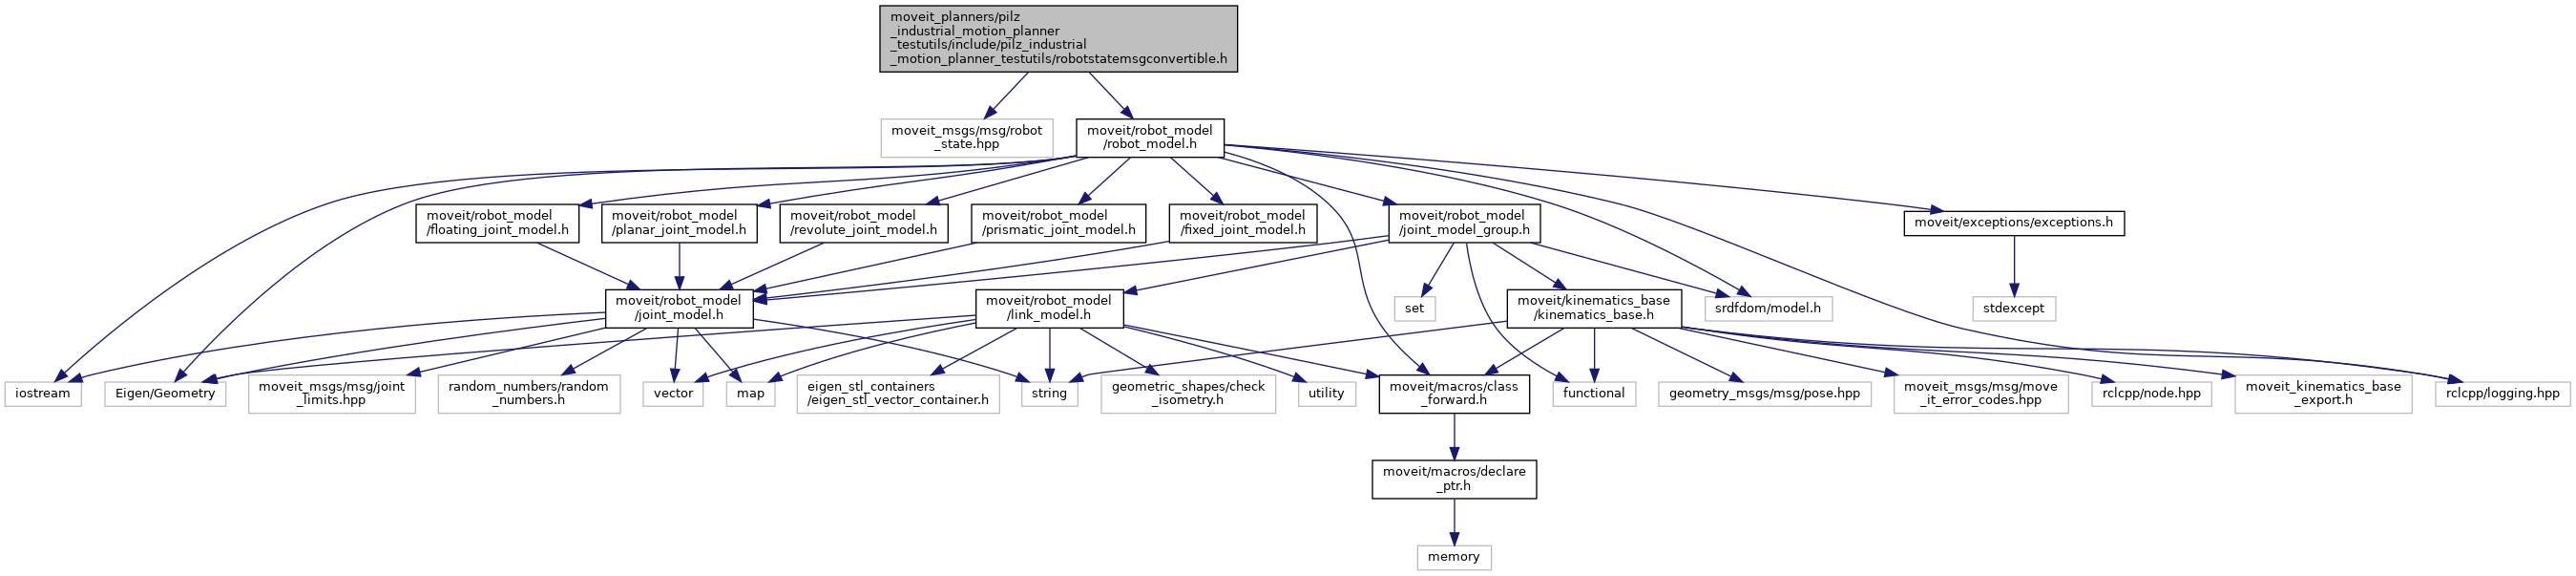 moveit_planners/pilz
_industrial_motion_planner
_testutils/include/pilz_industrial
_motion_planner_testutils/robotstatemsgconvertible.h
moveit_msgs/msg/robot
_state.hpp
moveit/robot_model
/robot_model.h
moveit/robot_model
/floating_joint_model.h
moveit/robot_model
/planar_joint_model.h
moveit/robot_model
/revolute_joint_model.h
moveit/robot_model
/prismatic_joint_model.h
moveit/robot_model
/fixed_joint_model.h
moveit/robot_model
/joint_model_group.h
moveit/exceptions/exceptions.h
moveit/robot_model
/joint_model.h
moveit/robot_model
/link_model.h
set
moveit/kinematics_base
/kinematics_base.h
srdfdom/model.h
stdexcept
iostream
Eigen/Geometry
moveit_msgs/msg/joint
_limits.hpp
random_numbers/random
_numbers.h
vector
map
eigen_stl_containers
/eigen_stl_vector_container.h
string
geometric_shapes/check
_isometry.h
utility
moveit/macros/class
_forward.h
functional
geometry_msgs/msg/pose.hpp
moveit_msgs/msg/move
_it_error_codes.hpp
rclcpp/node.hpp
moveit_kinematics_base
_export.h
rclcpp/logging.hpp
moveit/macros/declare
_ptr.h
memory